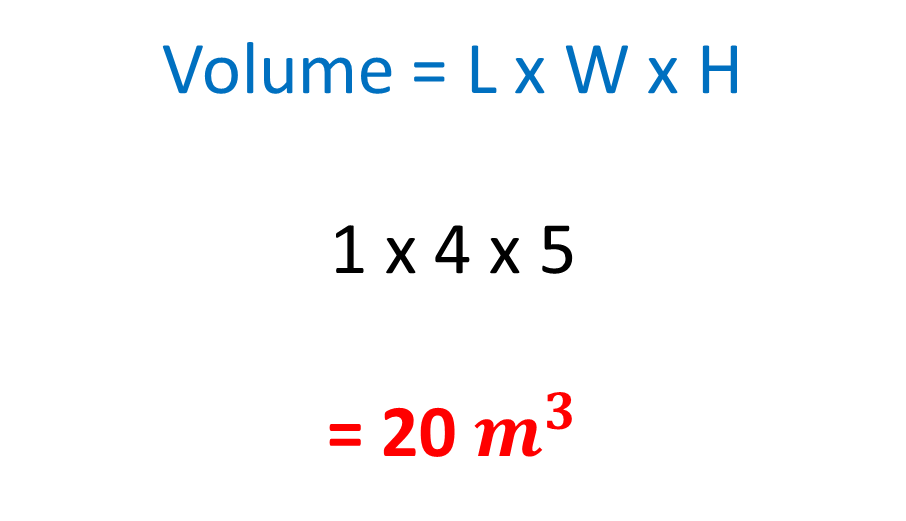 Volume = L x W x H
1 x 4 x 5
= 20 m³